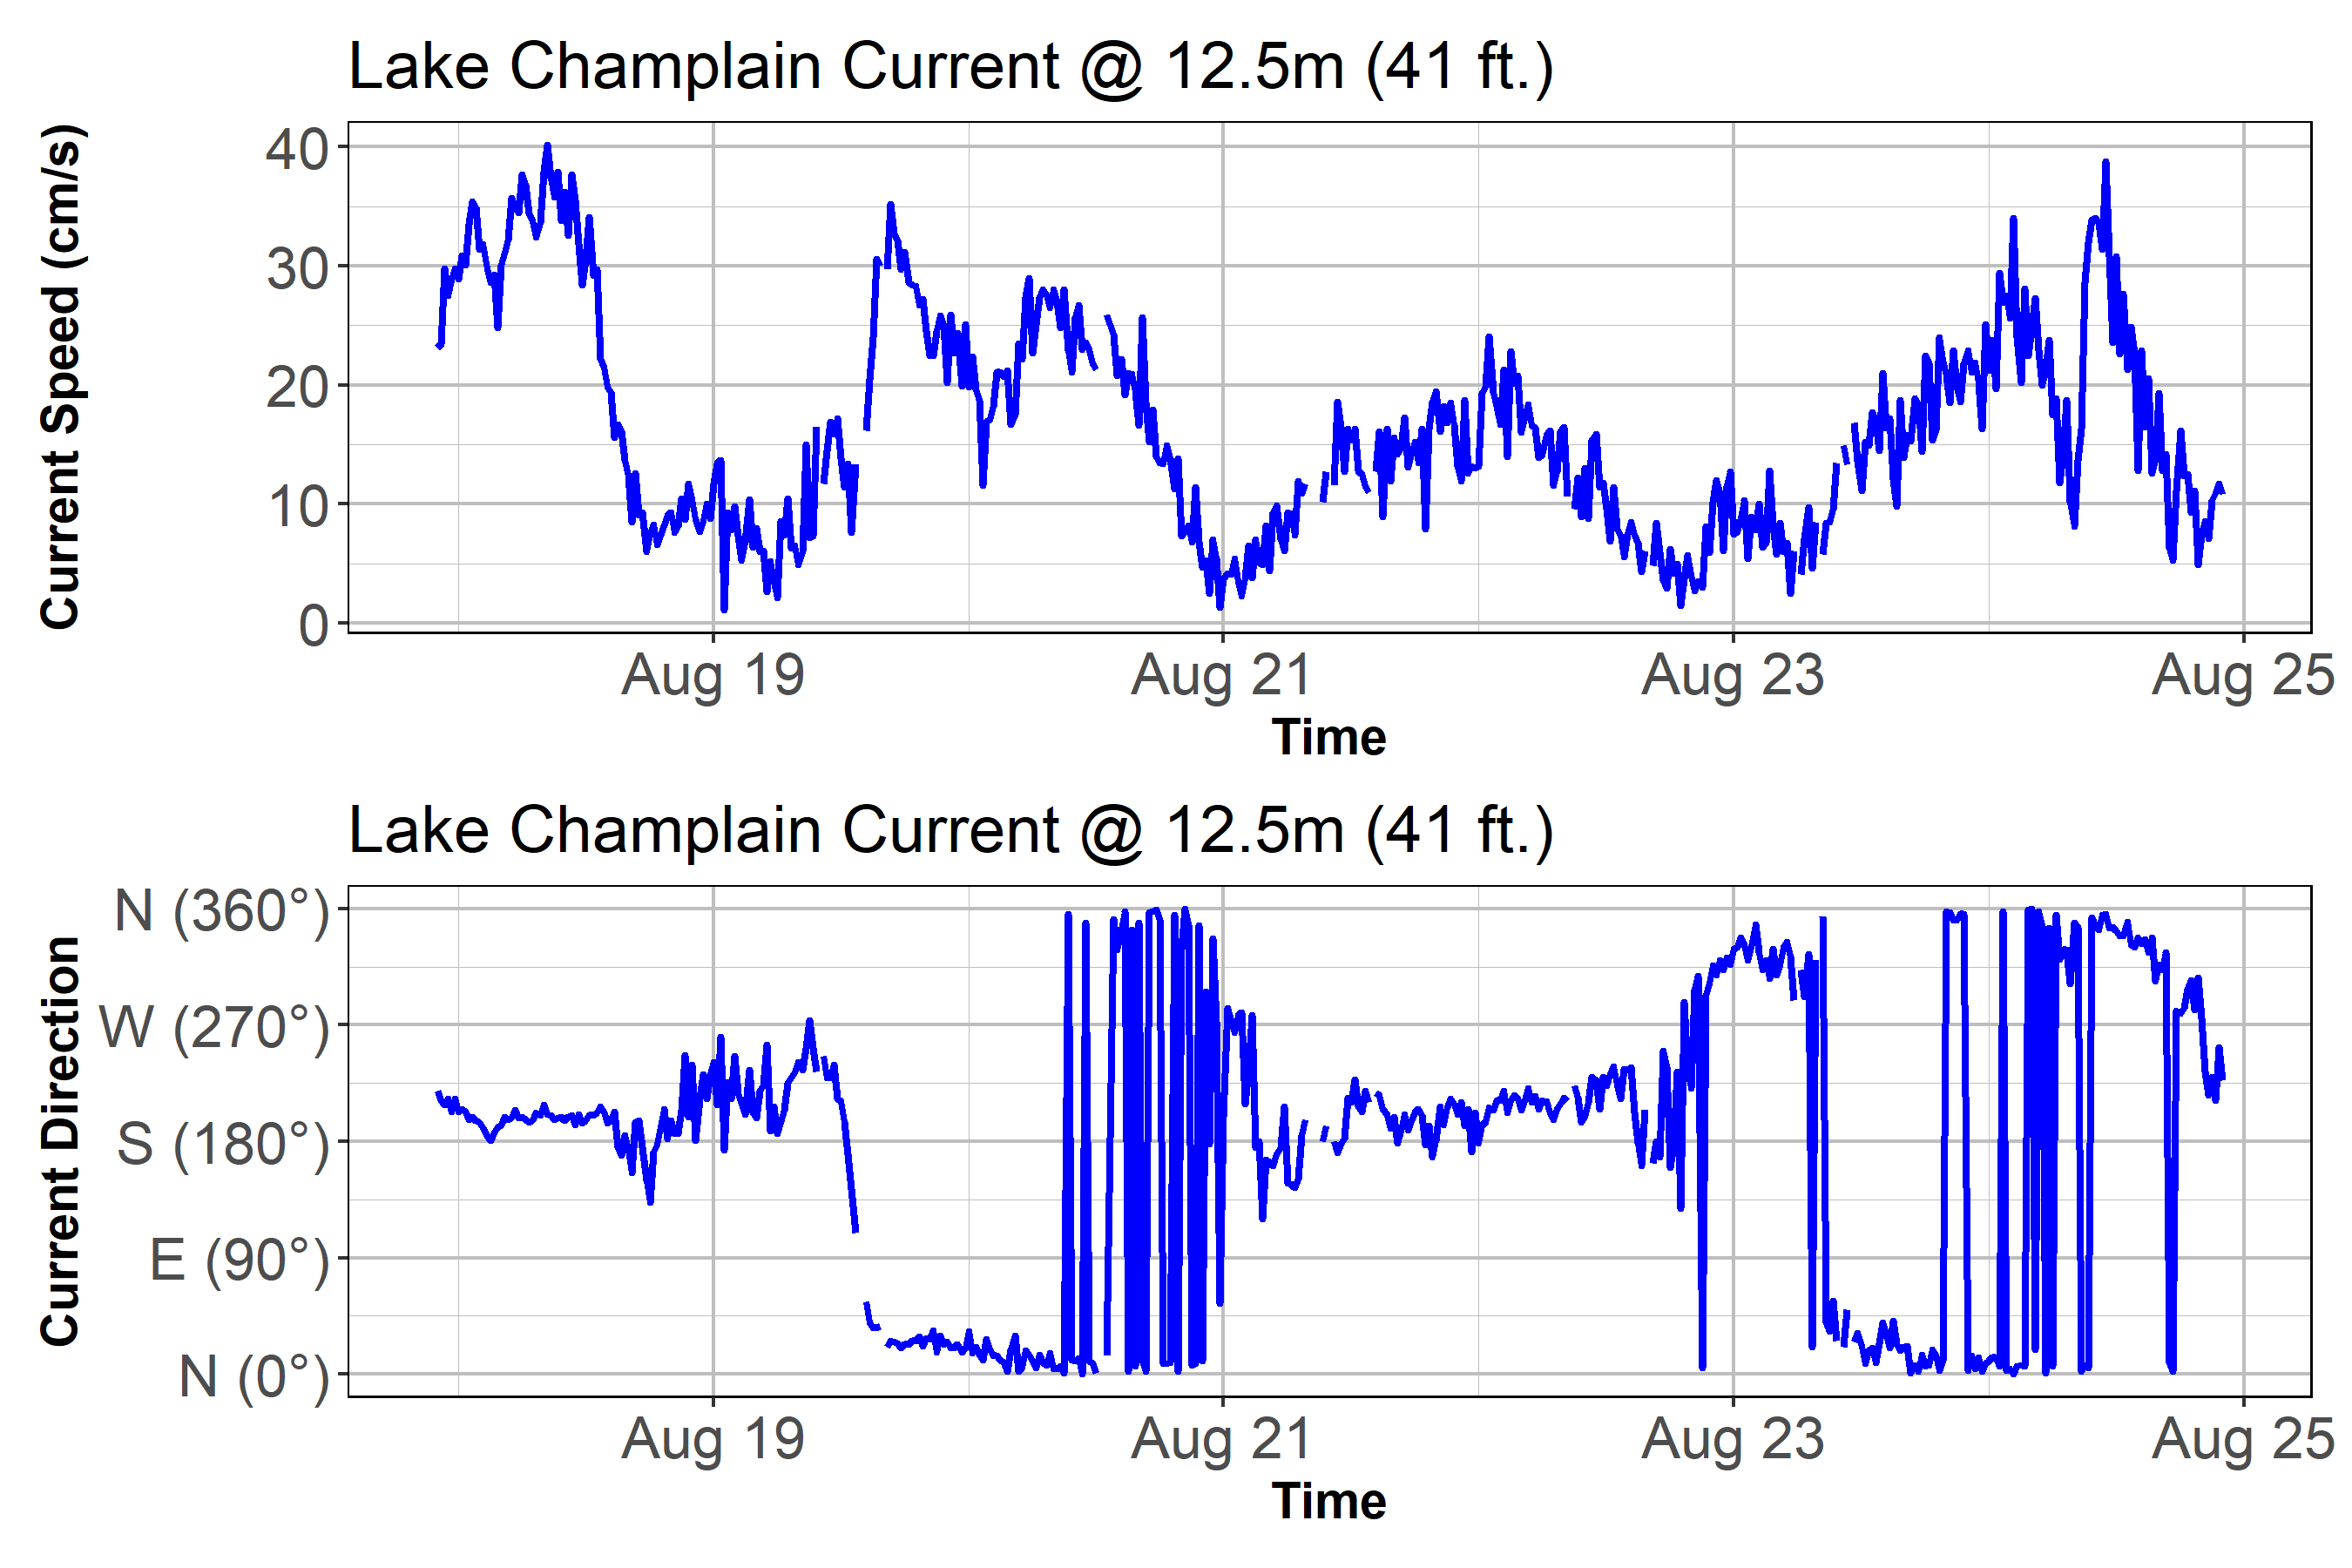 Lake Champlain Current @ 12.5m (41 ft.)
Current Speed (cm/s)
40
30
20
10
0
Aug 19 Aug 21 Aug 23 Aug 25
Time
Lake Champlain Current @ 12.5m (41 ft.)
Current Direction
N (360°)
W (270°)
S (180°)
E (90°)
N (0°)
Aug 19 Aug 21 Aug 23 Aug 25
Time